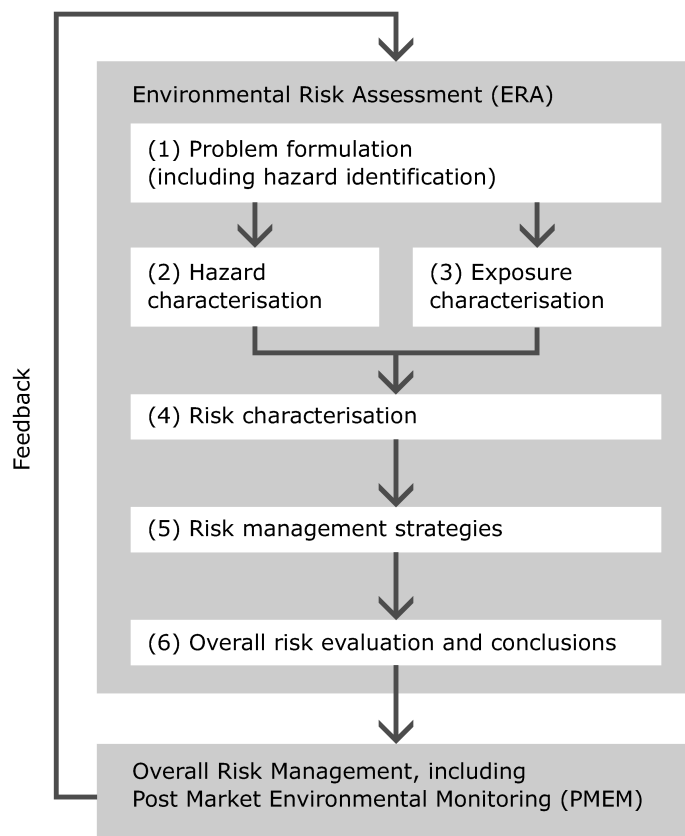 Environmental Risk Assessment (ERA)
(1) Problem formulation
(including hazard identification)
(2) Hazard
characterisation
(3) Exposure
characterisation
(4) Risk characterisation
(5) Risk management strategies
(6) Overall risk evaluation and conclusions
Overall Risk Management, including
Post Market Environmental Monitoring (PMEM)
Feedback